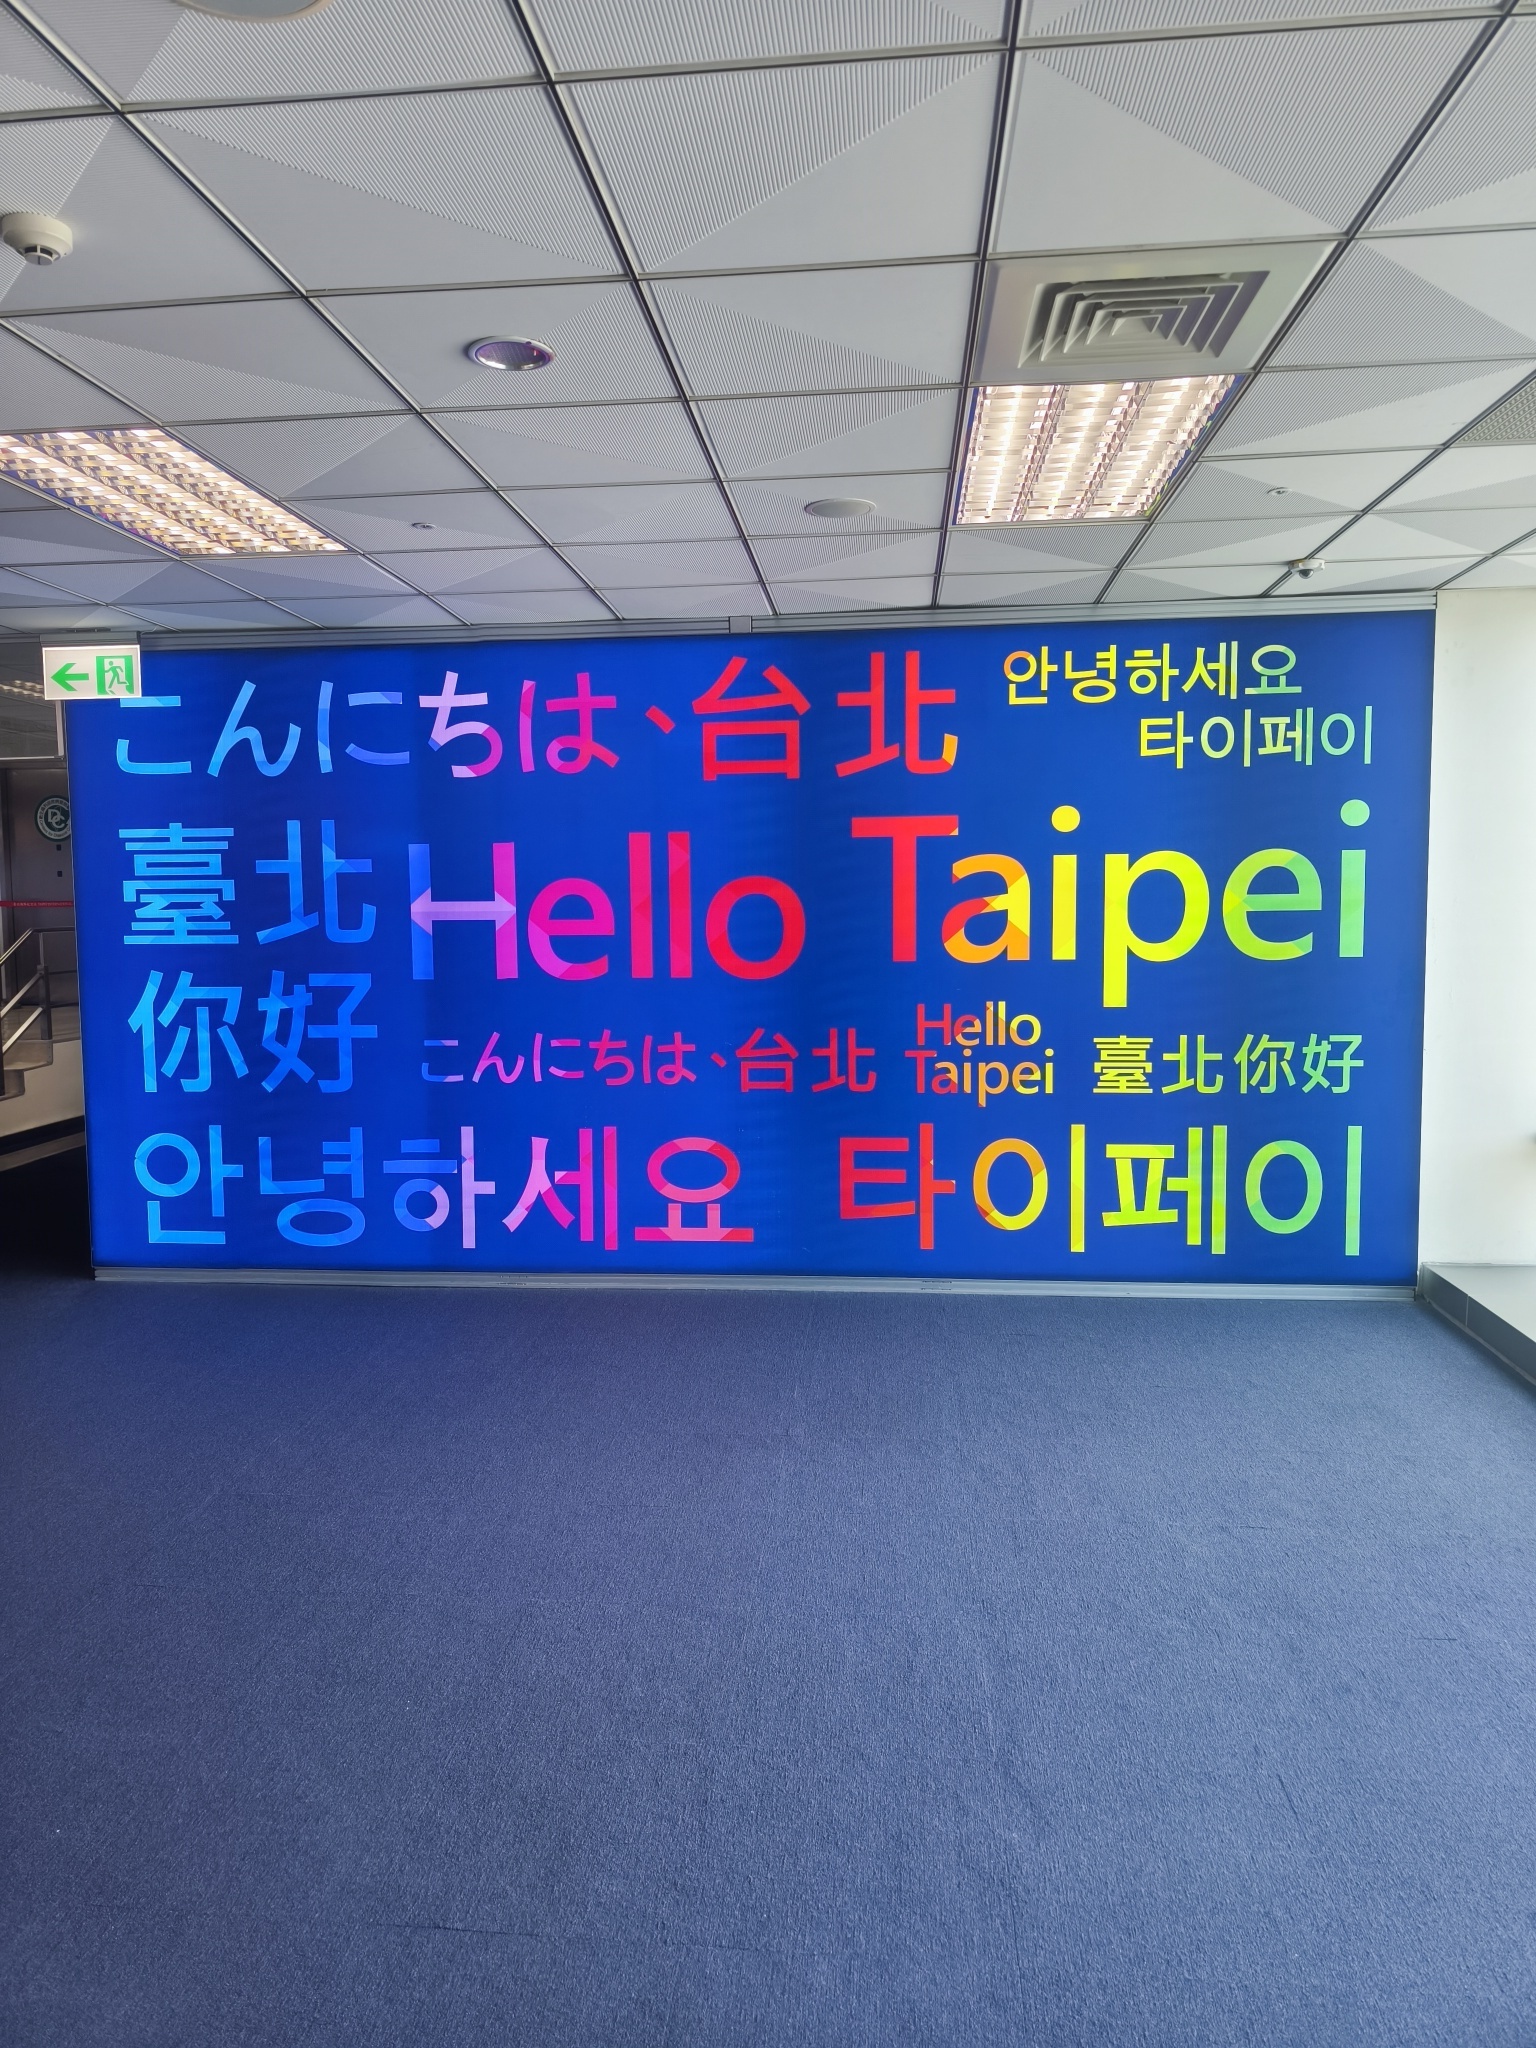 こんにちは、台北
안녕하세요
타이페이
臺北
你好
Hello Taipei
こんにちは、台北
Hello
Taipei
臺北你好
안녕하세요 타이페이